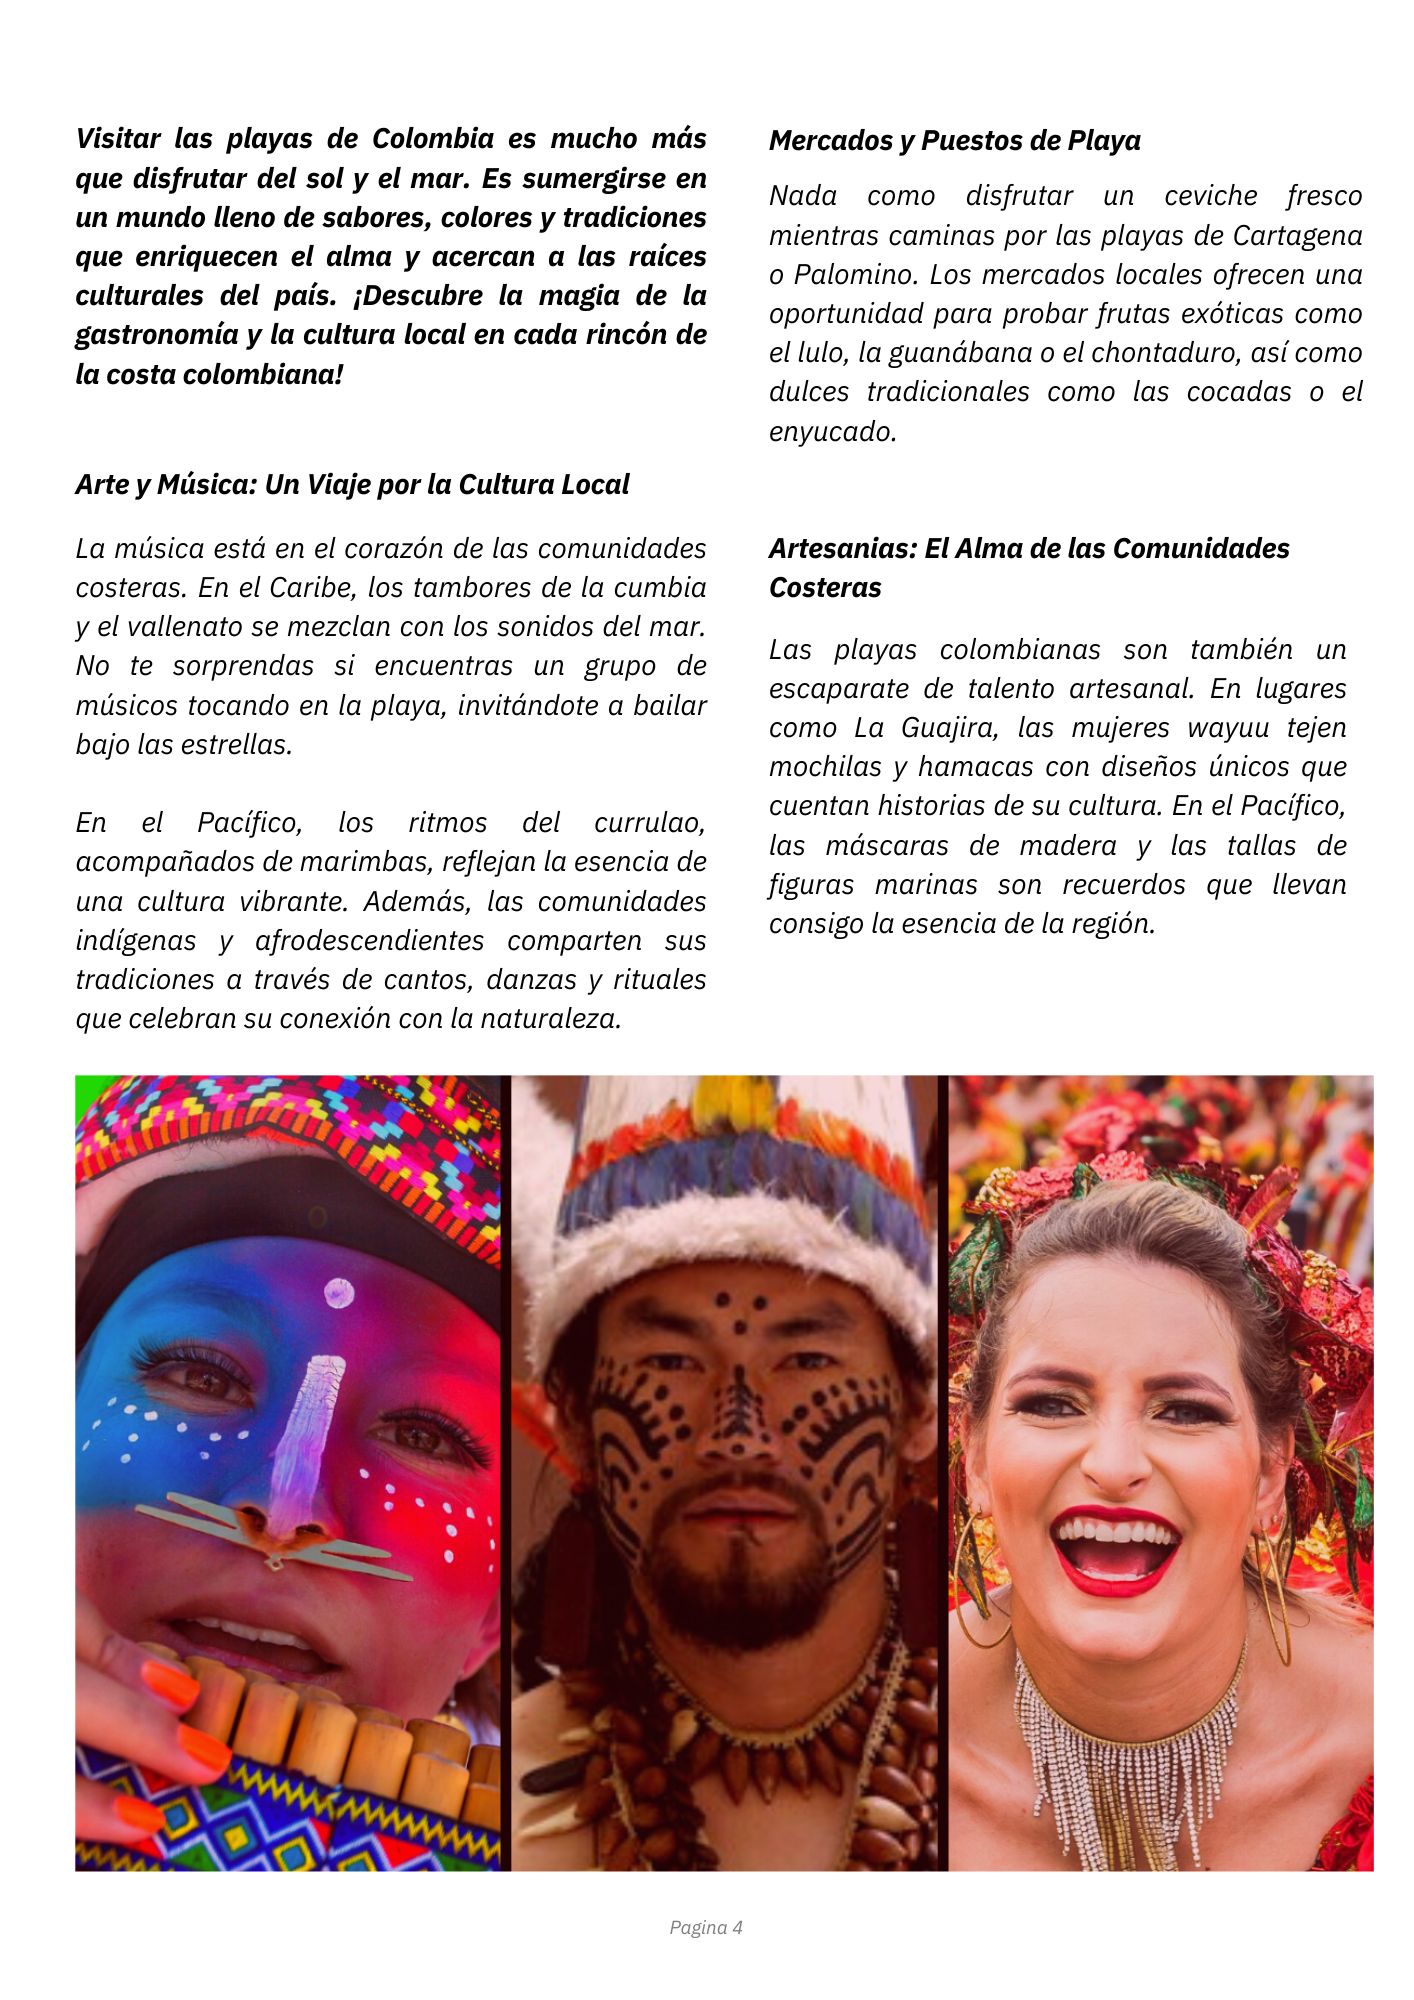 Visitar las playas de Colombia es mucho más
que disfrutar del sol y el mar. Es sumergirse en
un mundo lleno de sabores, colores y tradiciones
que enriquecen el alma y acercan a las raíces
culturales del país. ¡Descubre la magia de la
gastronomía y la cultura local en cada rincón de
la costa colombiana!
Arte y Música: Un Viaje por la Cultura Local
La música está en el corazón de las comunidades
costeras. En el Caribe, los tambores de la cumbia
y el vallenato se mezclan con los sonidos del mar.
No te sorprendas si encuentras un grupo de
músicos tocando en la playa, invitándote a bailar
bajo las estrellas.
En el Pacífico, los ritmos del currulao,
acompañados de marimbas, reflejan la esencia de
una cultura vibrante. Además, las comunidades
indígenas y afrodescendientes comparten sus
tradiciones a través de cantos, danzas y rituales
que celebran su conexión con la naturaleza.
Mercados y Puestos de Playa
Nada como disfrutar un ceviche fresco
mientras caminas por las playas de Cartagena
o Palomino. Los mercados locales ofrecen una
oportunidad para probar frutas exóticas como
el lulo, la guanábana o el chontaduro, así como
dulces tradicionales como las cocadas o el
enyucado.
Artesanias: El Alma de las Comunidades
Costeras
Las playas colombianas son también un
escaparate de talento artesanal. En lugares
como La Guajira, las mujeres wayuu tejen
mochilas y hamacas con diseños únicos que
cuentan historias de su cultura. En el Pacífico,
las máscaras de madera y las tallas de
figuras marinas son recuerdos que llevan
consigo la esencia de la región.
Pagina 4